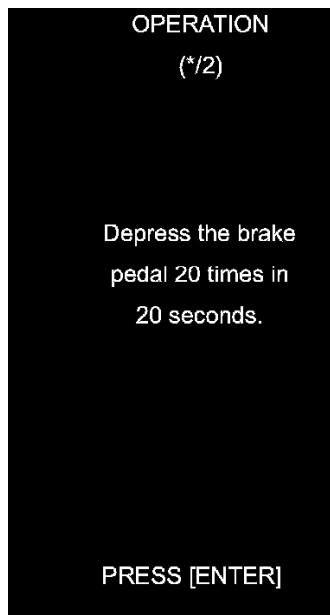 OPERATION
(*/2)
Depress the brake
pedal 20 times in
20 seconds.
PRESS [ENTER]